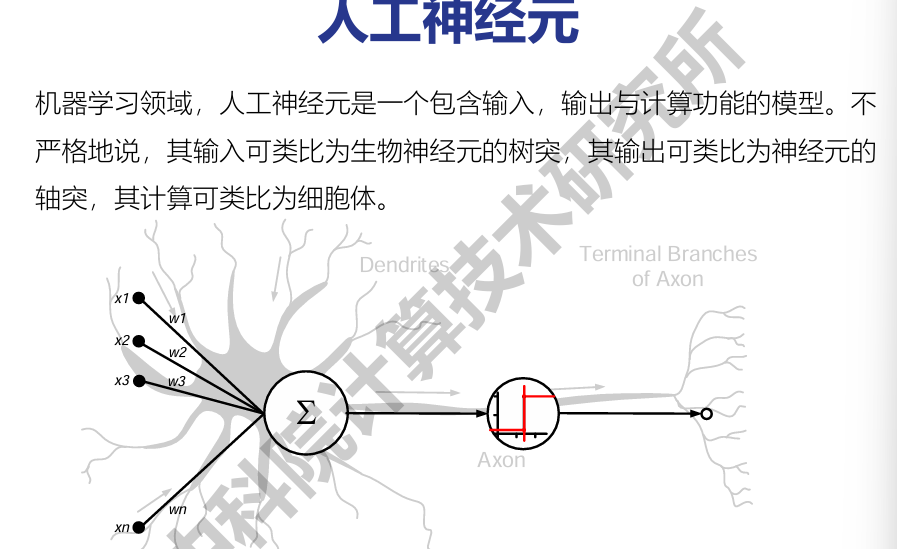 人工神经元
机器学习领域，人工神经元是一个包含输入，输出与计算功能的模型。不
严格地说，其输入可类比为生物神经元的树突，其输出可类比为神经元的
轴突，其计算可类比为细胞体。
Dendrites
Terminal Branches
of Axon
x1
w1
x2
w2
x3
w3
Σ
Axon
wn
xn
中科院计算技术研究所